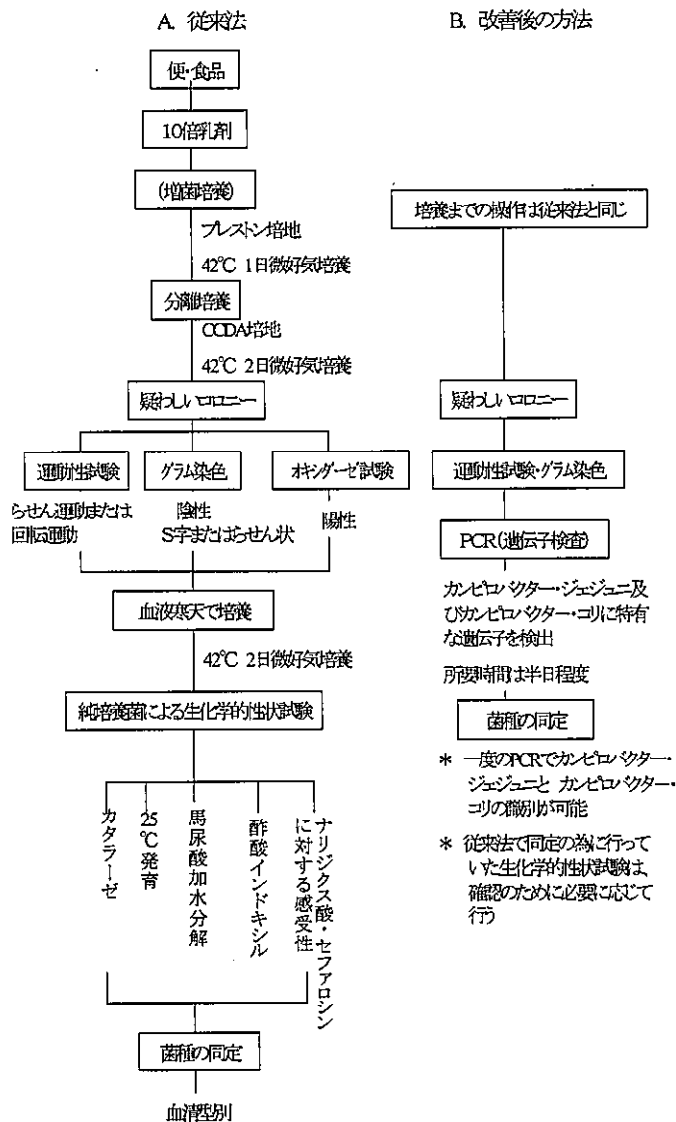 A. 従来法
便・食品
10倍乳剤
(増菌培養)
プレストン培地
42℃ 1日微好気培養
分離培養
CCDA培地
42℃ 2日微好気培養
疑わしいコロニー
運動性試験
グラム染色
オキシダーゼ試験
らせん運動または
回転運動
陰性
S字またはらせん状
陽性
血液寒天で培養
42℃ 2日微好気培養
純培養菌による生化学的性状試験
カタラーゼ
25℃発育
馬尿酸加水分解
酢酸インドキシル
ナリジクス酸・セファロシン
に対する感受性
菌種の同定
血清型別
B. 改善後の方法
培養までの操作は従来法と同じ
疑わしいコロニー
運動性試験・グラム染色
PCR(遺伝子検査)
カンピロバクター・ジェジュニ及
びカンピロバクター・コリに特有
な遺伝子を検出
所要時間は半日程度
菌種の同定
* 一度のPCRでカンピロバクター・
ジェジュニと カンピロバクター・
コリの識別が可能
* 従来法で同定の為に行って
いた生化学的性状試験は、
確認のために必要に応じて
行う